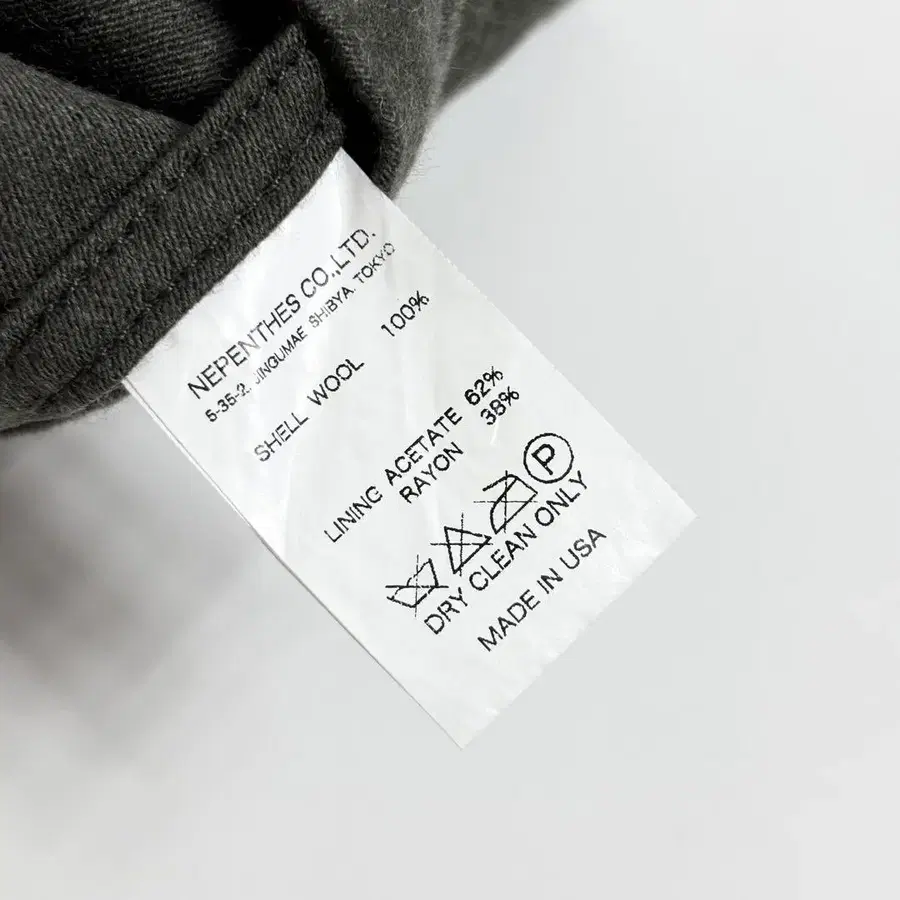 NEPENTHES CO.,LTD.
5-35-2, JINGUMAE SHIBYA. TOKYO
SHELL WOOL 100%
LINING ACETATE 62%
RAYON 38%
P
DRY CLEAN ONLY
MADE IN USA